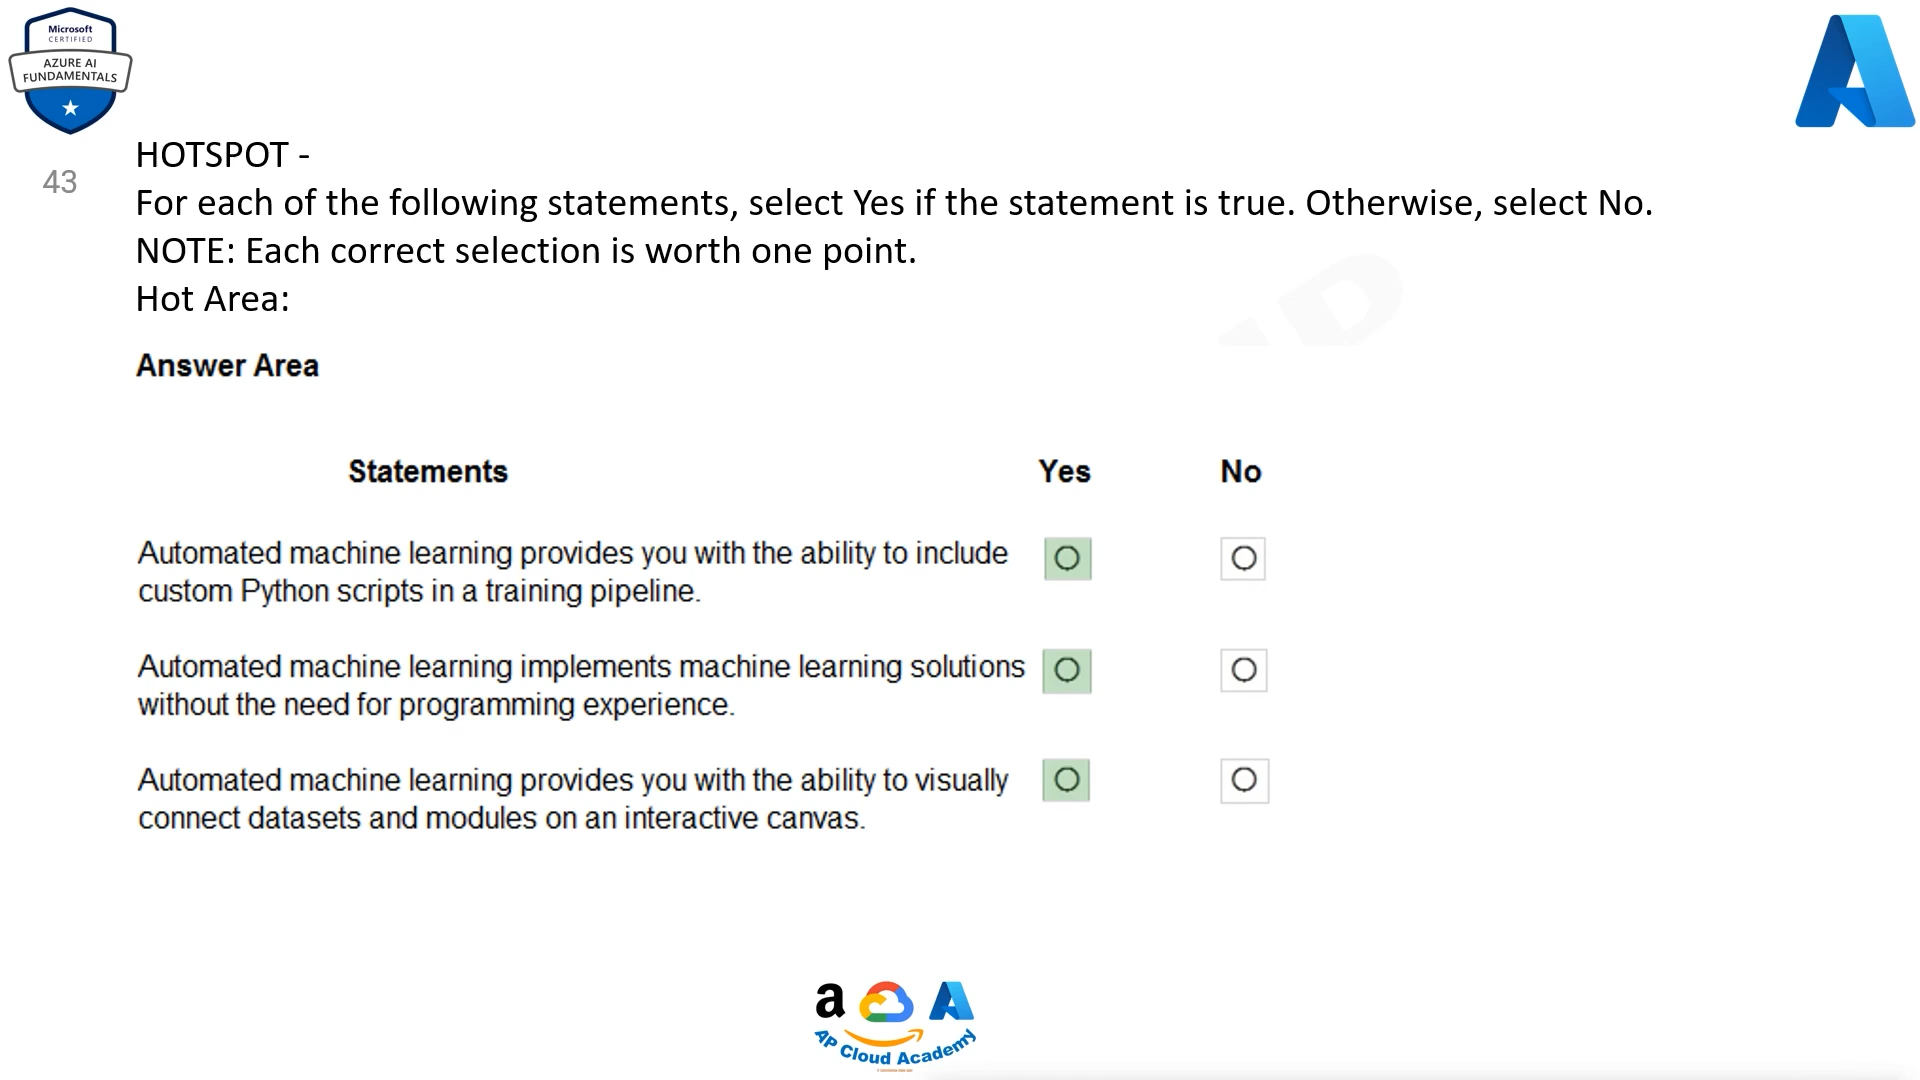 Microsoft
CERTIFIED
AZURE AI
FUNDAMENTALS
43
HOTSPOT -
For each of the following statements, select Yes if the statement is true. Otherwise, select No.
NOTE: Each correct selection is worth one point.
Hot Area:
Answer Area
Statements Yes No
Automated machine learning provides you with the ability to include
custom Python scripts in a training pipeline.
Automated machine learning implements machine learning solutions
without the need for programming experience.
Automated machine learning provides you with the ability to visually
connect datasets and modules on an interactive canvas.
a
AP Cloud Academy